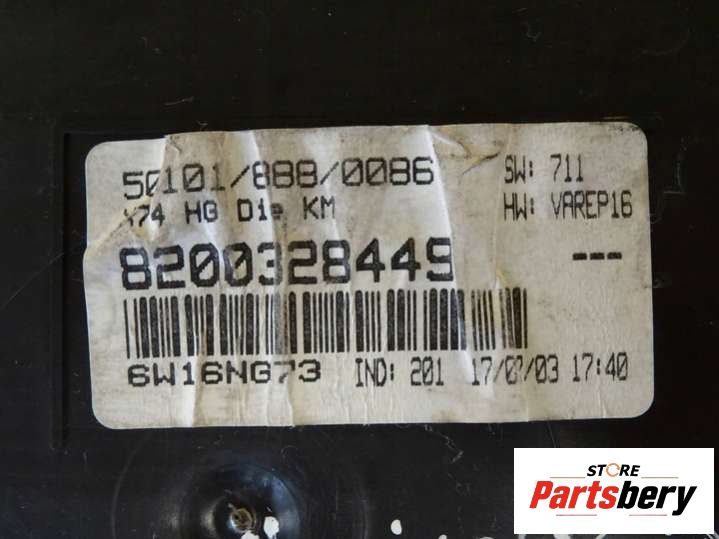 50101/888/0086
SW: 711
X74 HG Die KM
HW: VAREP16
8200328449
---
6W16NG73 IND: 201 17/07/03 17:40
STORE
Partsbery